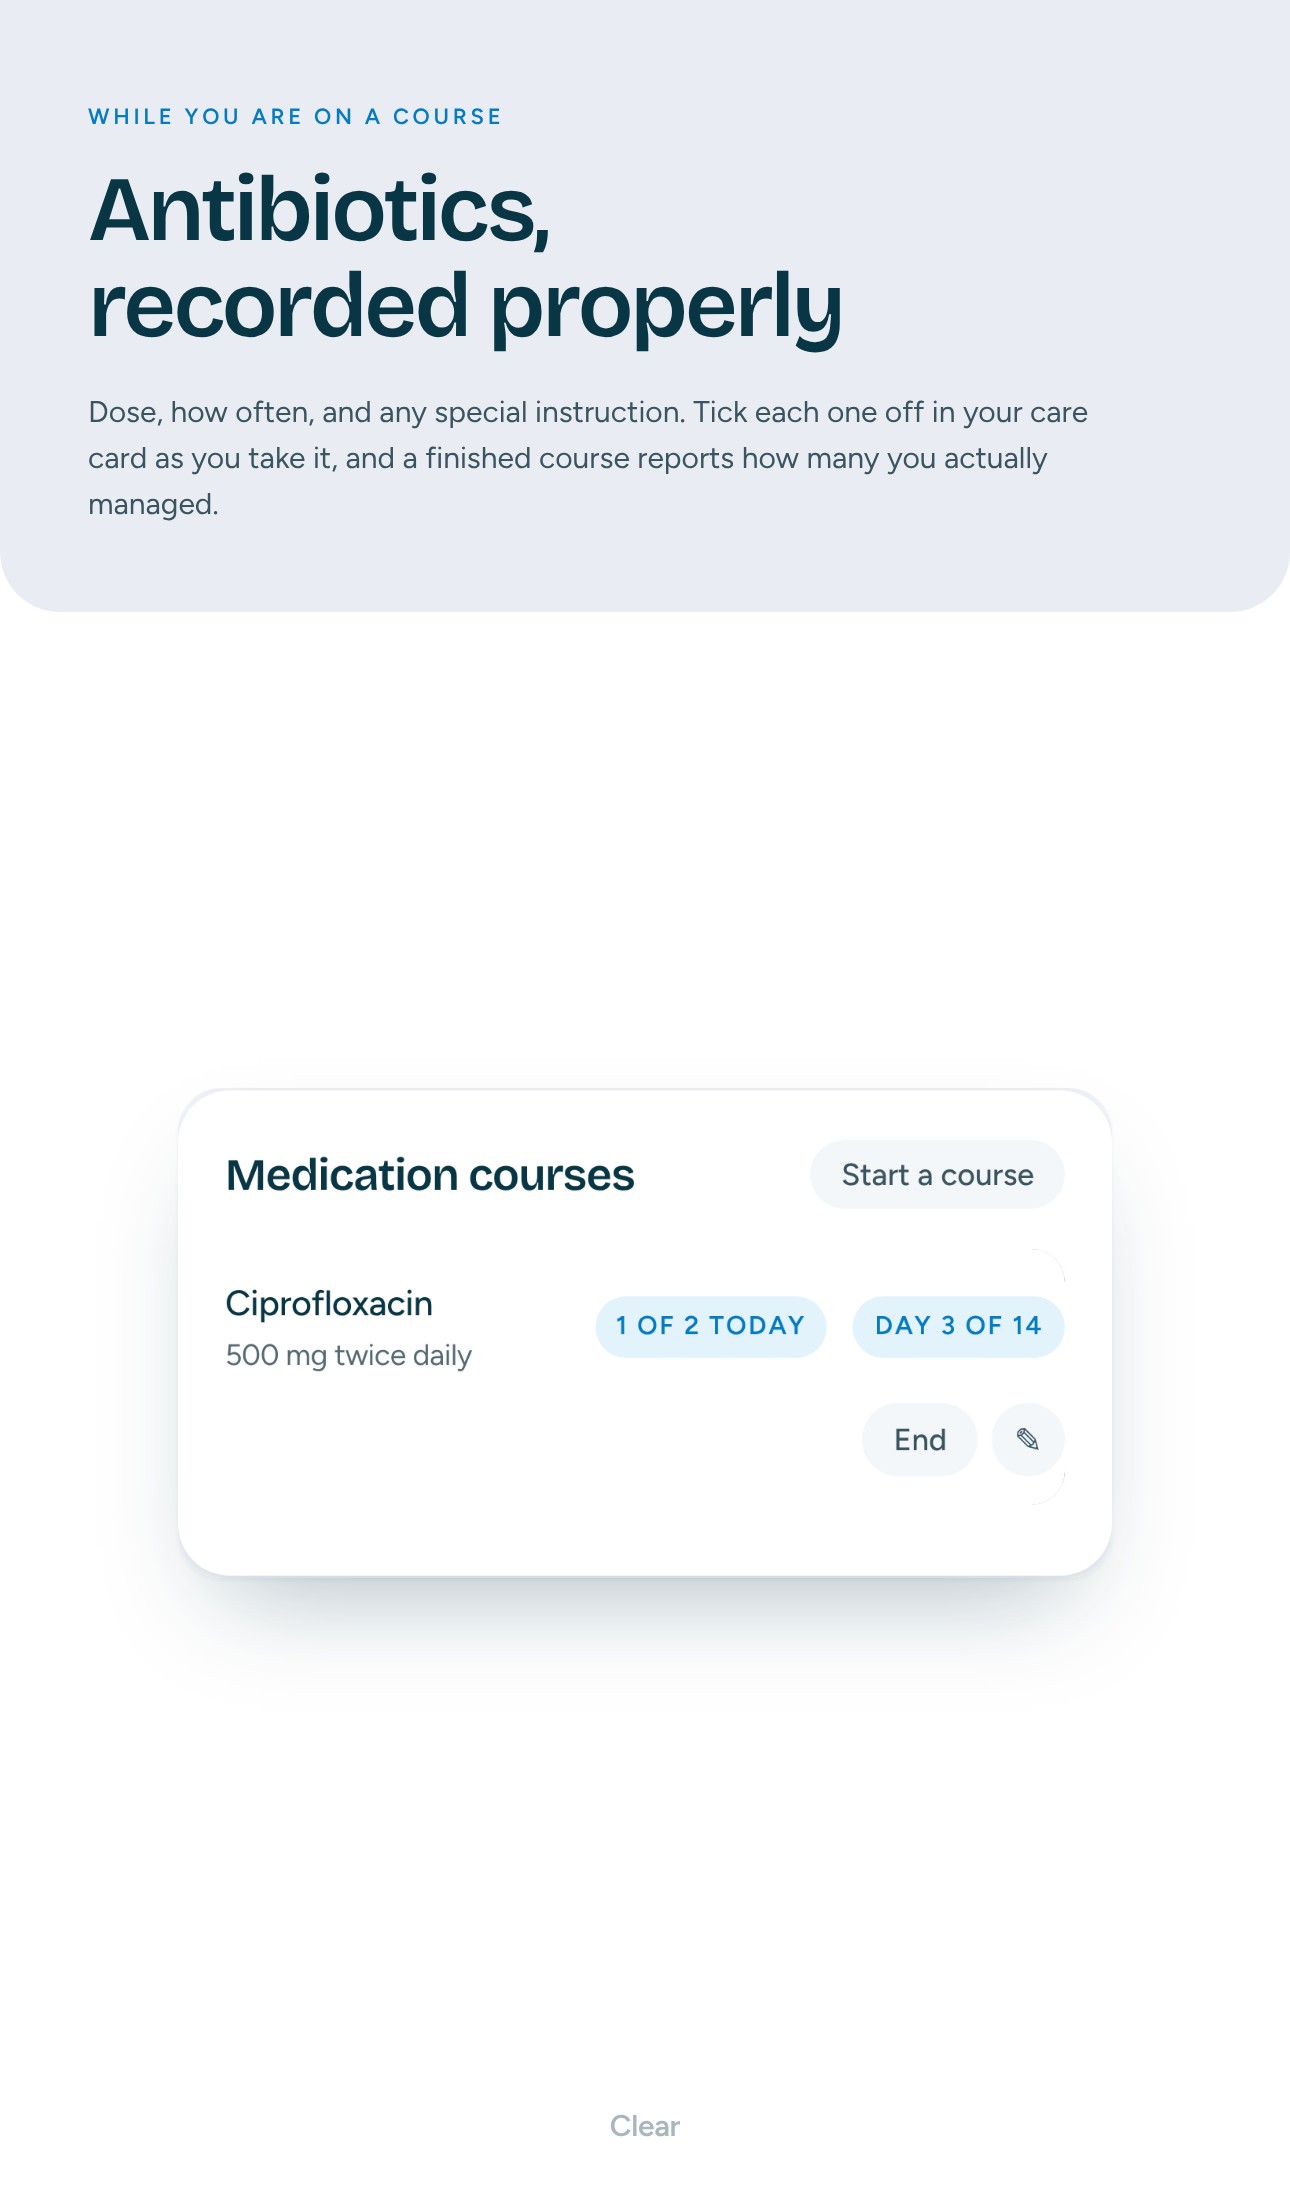 WHILE YOU ARE ON A COURSE
Antibiotics,
recorded properly
Dose, how often, and any special instruction. Tick each one off in your care
card as you take it, and a finished course reports how many you actually
managed.
Medication courses
Start a course
Ciprofloxacin
1 OF 2 TODAY
DAY 3 OF 14
500 mg twice daily
End
Clear